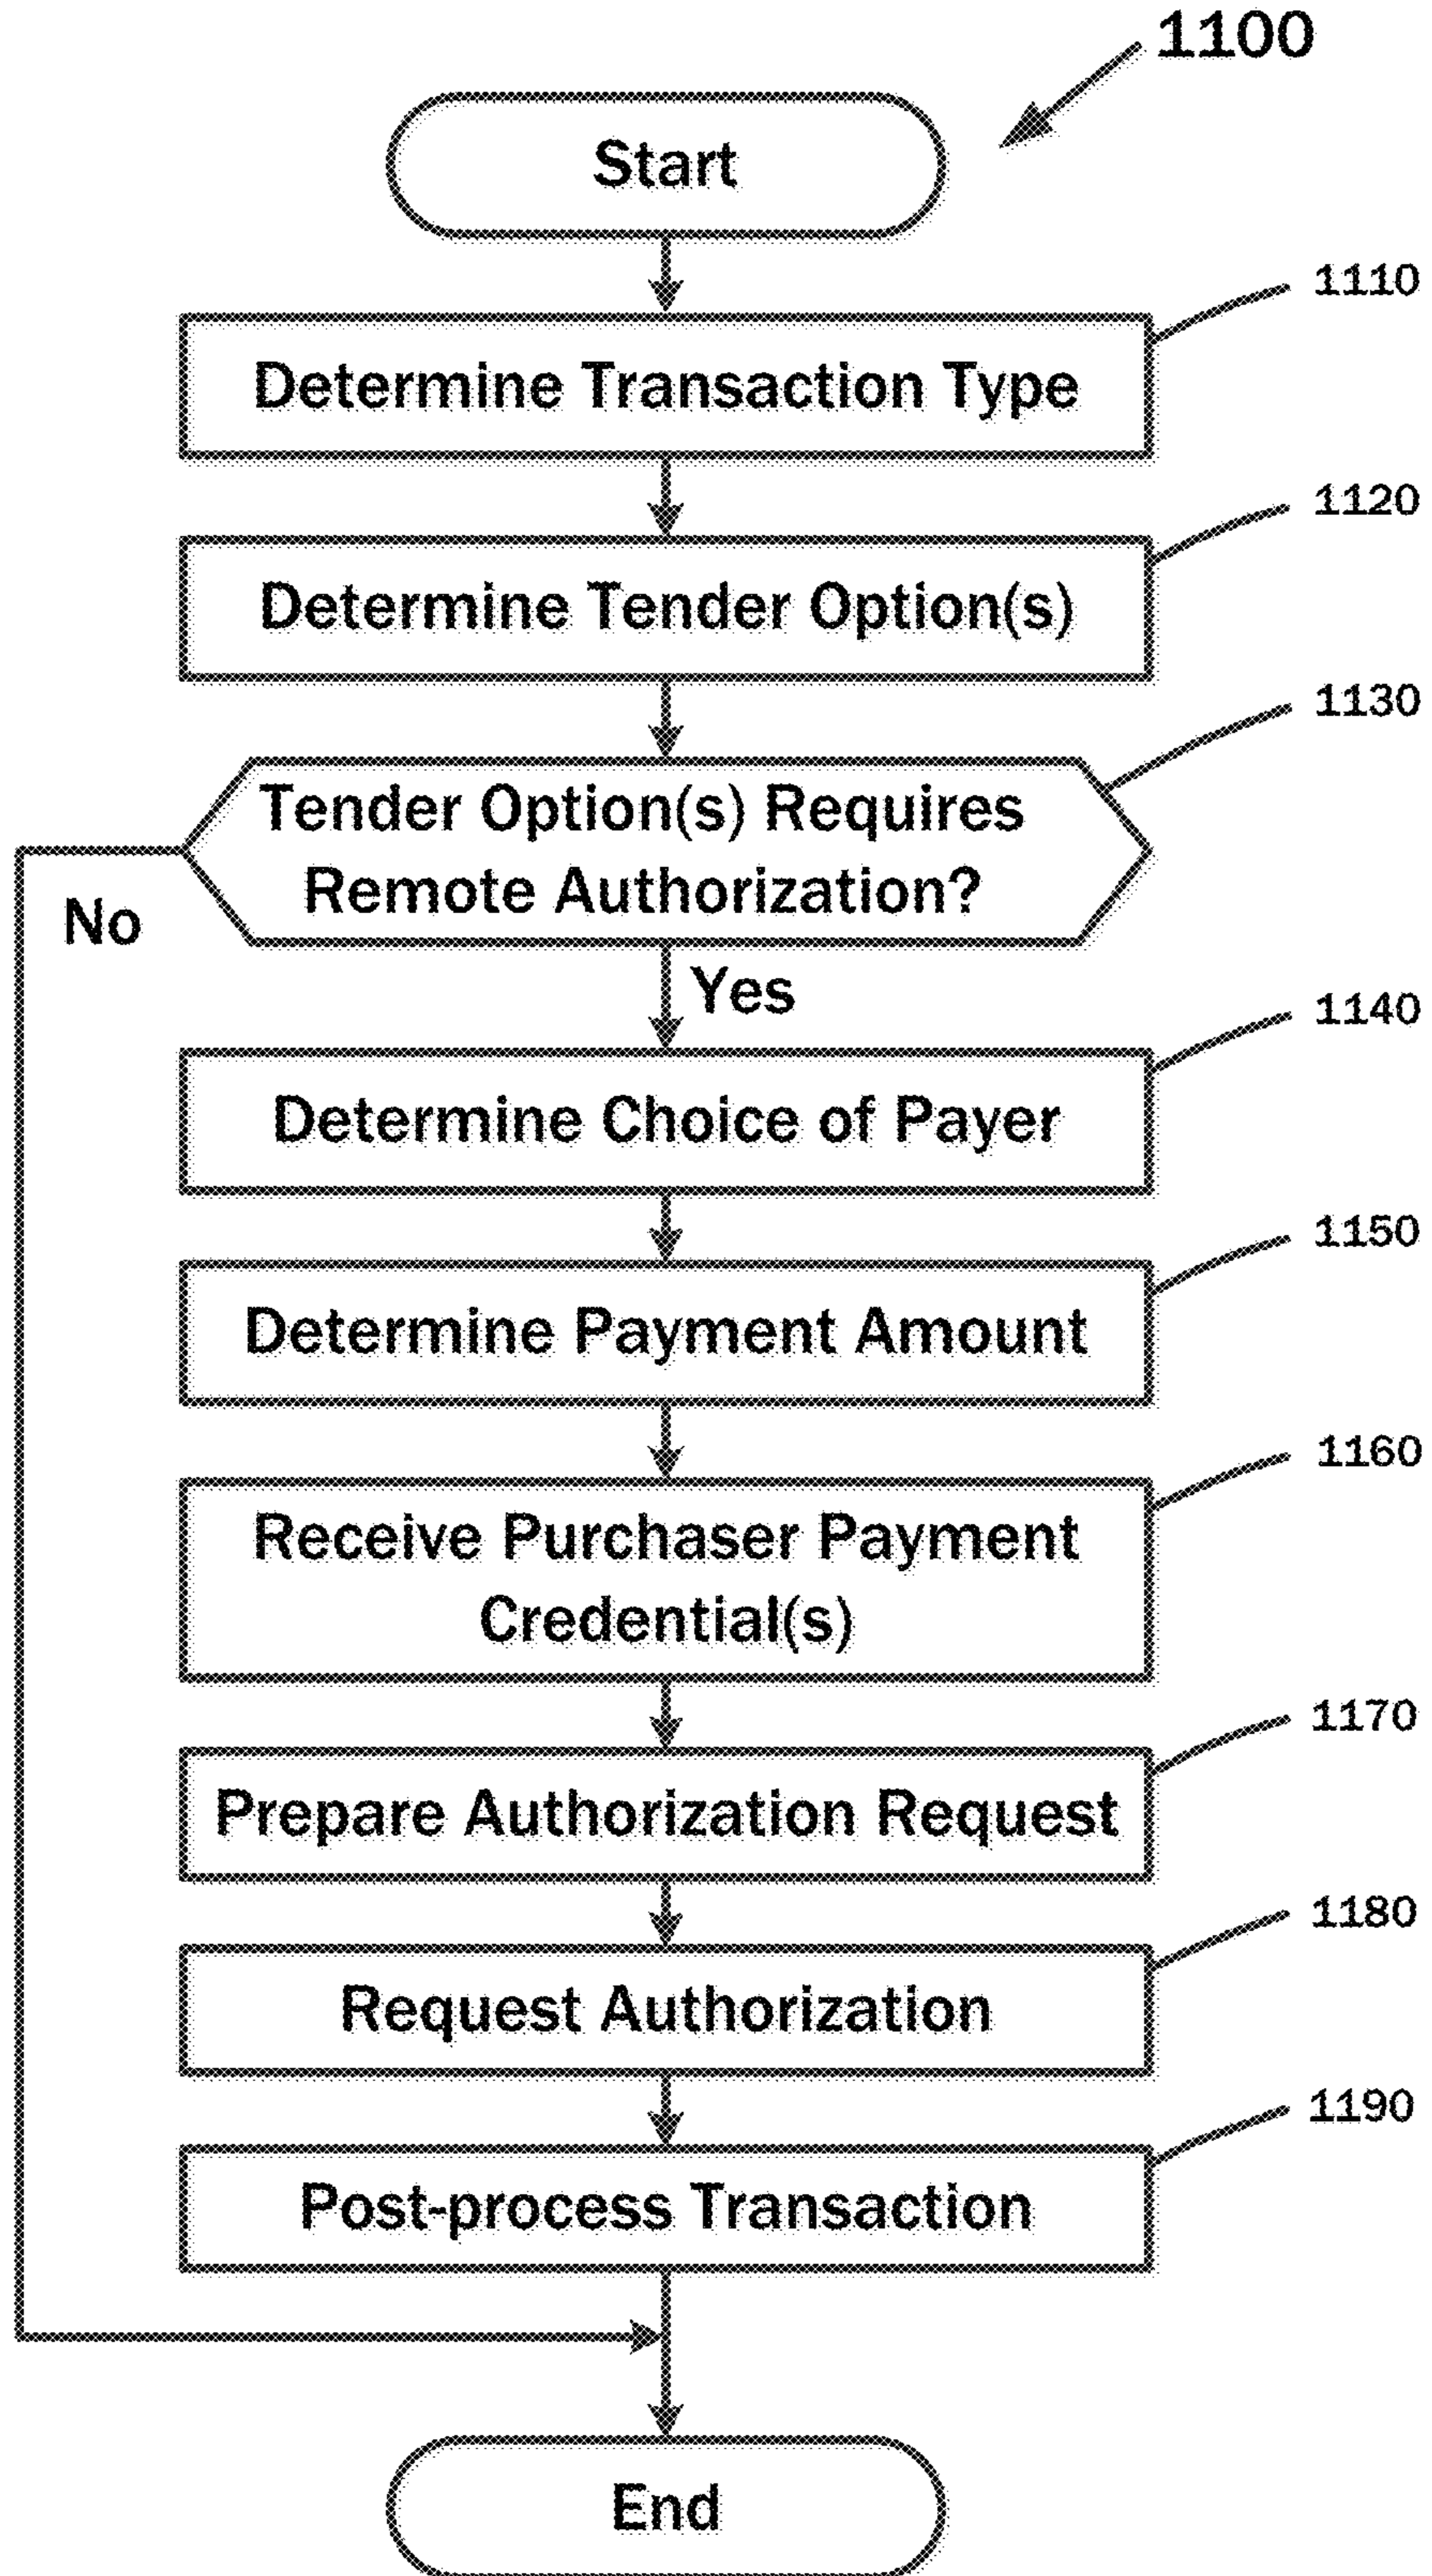 1100
Start
1110
Determine Transaction Type
1120
Determine Tender Option(s)
1130
Tender Option(s) Requires
Remote Authorization?
No
Yes
1140
Determine Choice of Payer
1150
Determine Payment Amount
1160
Receive Purchaser Payment
Credential(s)
1170
Prepare Authorization Request
1180
Request Authorization
1190
Post-process Transaction
End